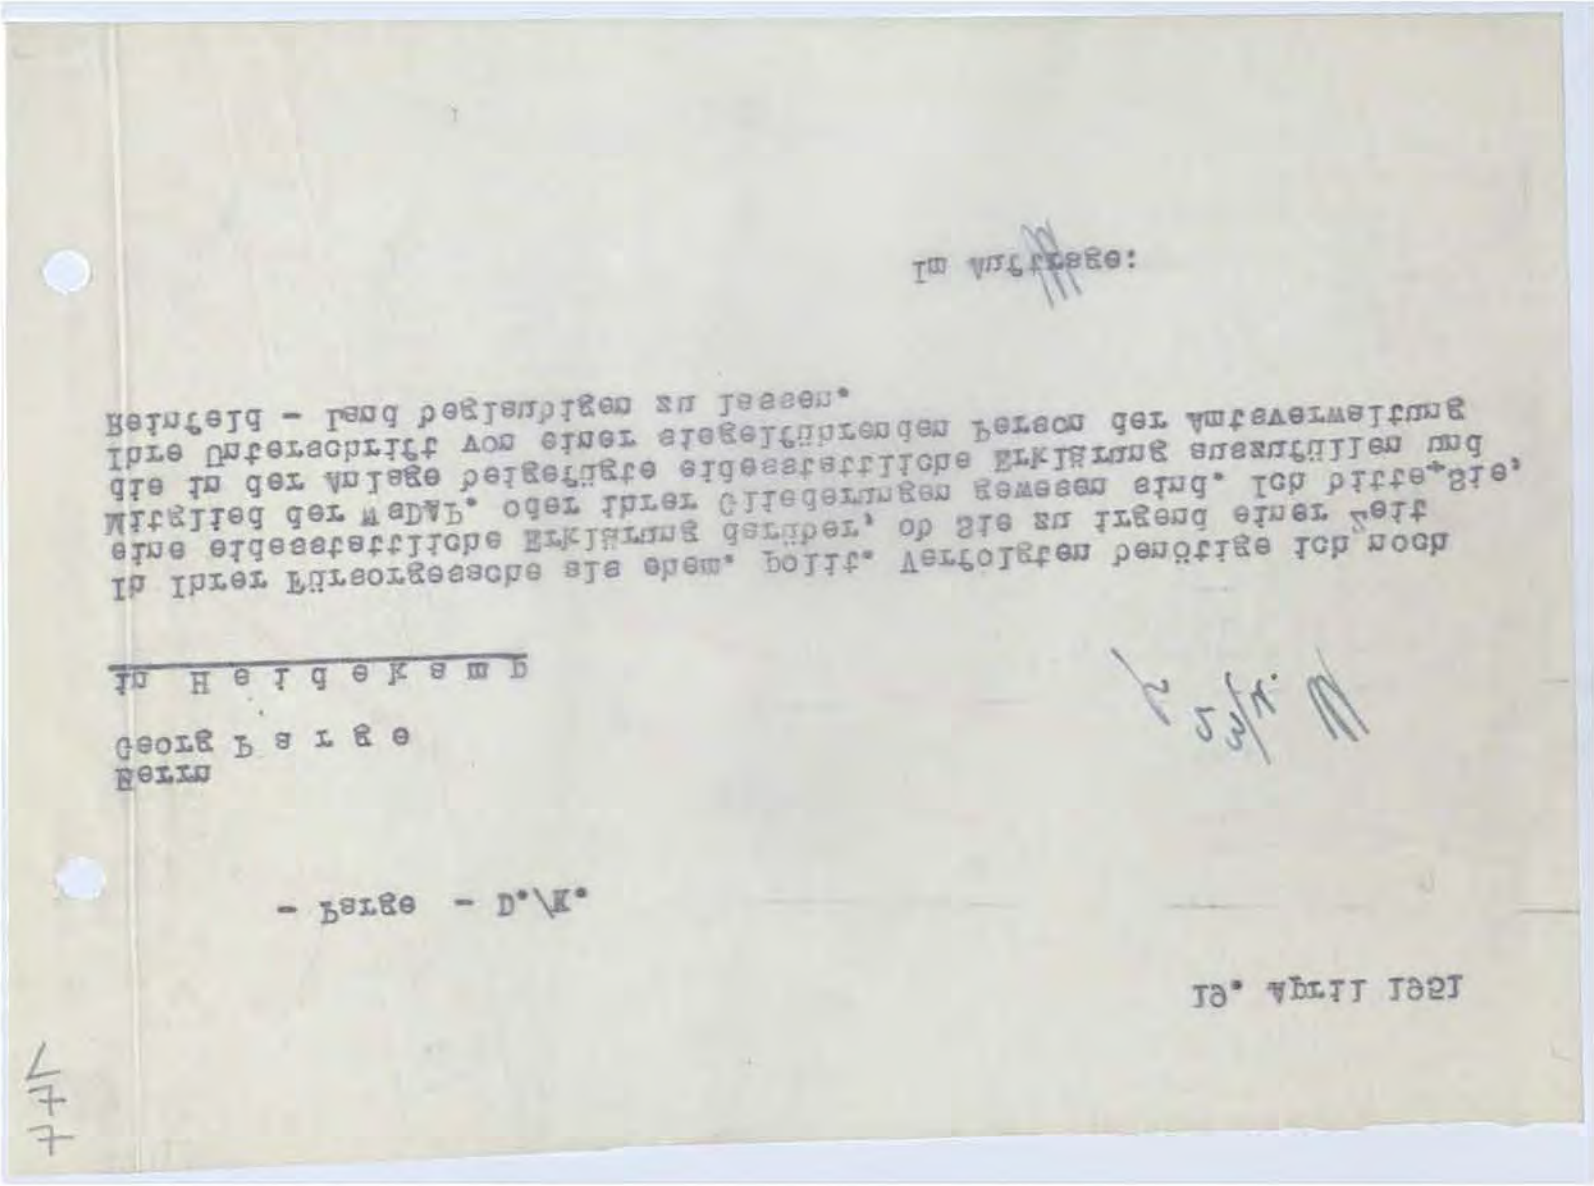 19. April 1951
- Parge - D./K.
Herrn
Georg P a r g e
in H e i d e k a m p
In Ihrer Fürsorgesache als ehem. polit. Verfolgten benötige ich noch
eine eidesstattliche Erklärung darüber, ob Sie zu irgend einer Zeit
Mitglied der NSDAP. oder ihrer Gliederungen gewesen sind. Ich bitte Sie,
die in der Anlage beigefügte eidesstattliche Erklärung auszufüllen und
Ihre Unterschrift von einer siegelführenden Person der Amtsverwaltung
Reinfeld - Land beglaubigen zu lassen.
Im Auftrage: